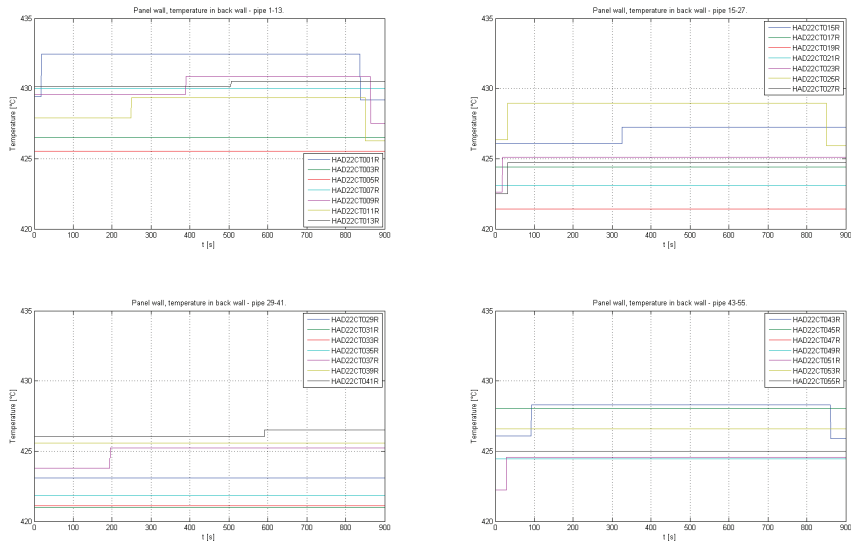 Panel wall, temperature in back wall - pipe 1-13.
435
430
425
420
Temperature [°C]
0 100 200 300 400 500 600 700 800 900
t [s]
HAD22CT001R
HAD22CT003R
HAD22CT005R
HAD22CT007R
HAD22CT009R
HAD22CT011R
HAD22CT013R
Panel wall, temperature in back wall - pipe 15-27.
435
430
425
420
Temperature [°C]
0 100 200 300 400 500 600 700 800 900
t [s]
HAD22CT015R
HAD22CT017R
HAD22CT019R
HAD22CT021R
HAD22CT023R
HAD22CT025R
HAD22CT027R
Panel wall, temperature in back wall - pipe 29-41.
435
430
425
420
Temperature [°C]
0 100 200 300 400 500 600 700 800 900
t [s]
HAD22CT029R
HAD22CT031R
HAD22CT033R
HAD22CT035R
HAD22CT037R
HAD22CT039R
HAD22CT041R
Panel wall, temperature in back wall - pipe 43-55.
435
430
425
420
Temperature [°C]
0 100 200 300 400 500 600 700 800 900
t [s]
HAD22CT043R
HAD22CT045R
HAD22CT047R
HAD22CT049R
HAD22CT051R
HAD22CT053R
HAD22CT055R